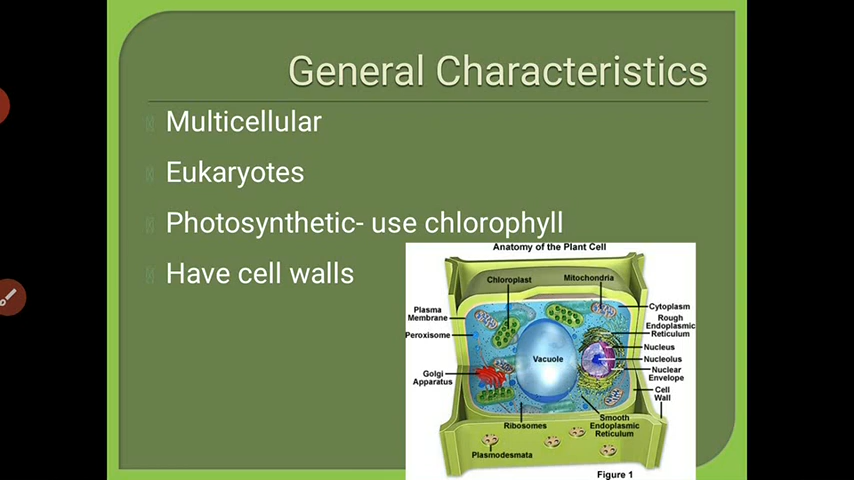 General Characteristics
Multicellular
Eukaryotes
Photosynthetic- use chlorophyll
Have cell walls
Anatomy of the Plant Cell
Chloroplast
Mitochondria
Plasma
Membrane
Peroxisome
Golgi
Apparatus
Vacuole
Cytoplasm
Rough
Endoplasmic
Reticulum
Nucleus
Nucleolus
Nuclear
Envelope
Cell
Wall
Ribosomes
Smooth
Endoplasmic
Reticulum
Plasmodesmata
Figure 1